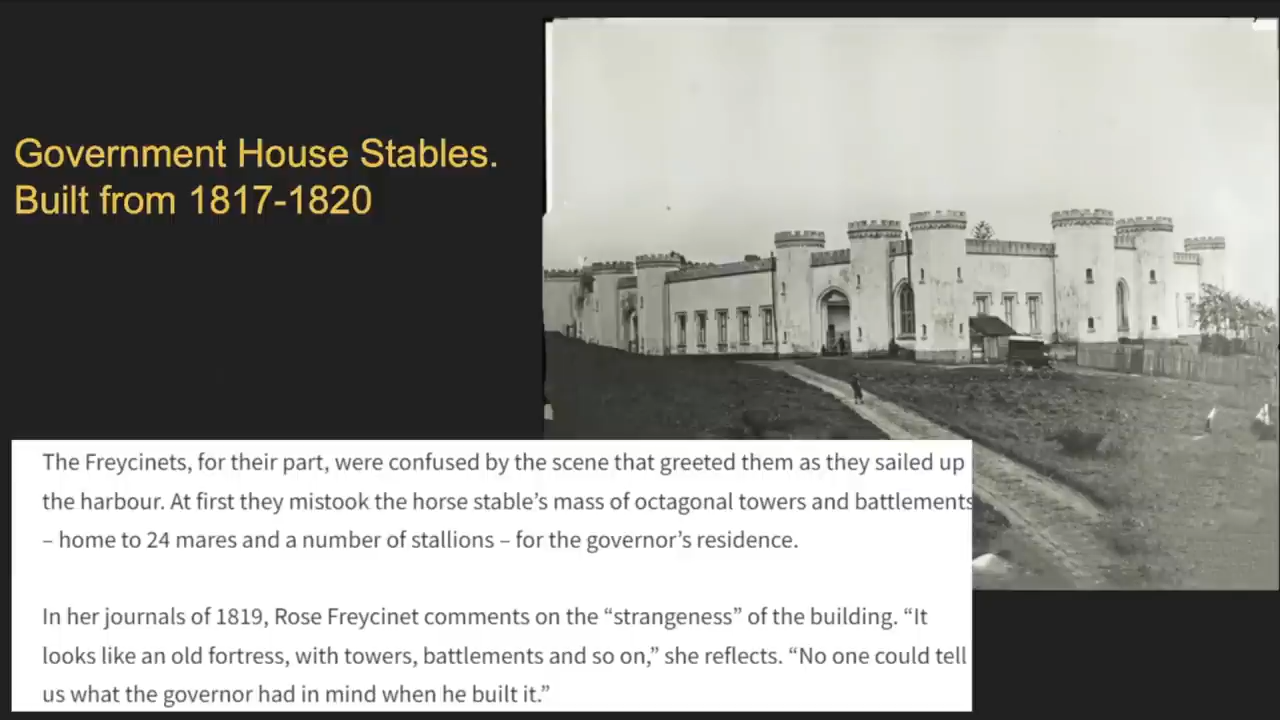 Government House Stables.
Built from 1817-1820
The Freycinets, for their part, were confused by the scene that greeted them as they sailed up
the harbour. At first they mistook the horse stable’s mass of octagonal towers and battlements
– home to 24 mares and a number of stallions – for the governor’s residence.
In her journals of 1819, Rose Freycinet comments on the “strangeness” of the building. “It
looks like an old fortress, with towers, battlements and so on,” she reflects. “No one could tell
us what the governor had in mind when he built it.”